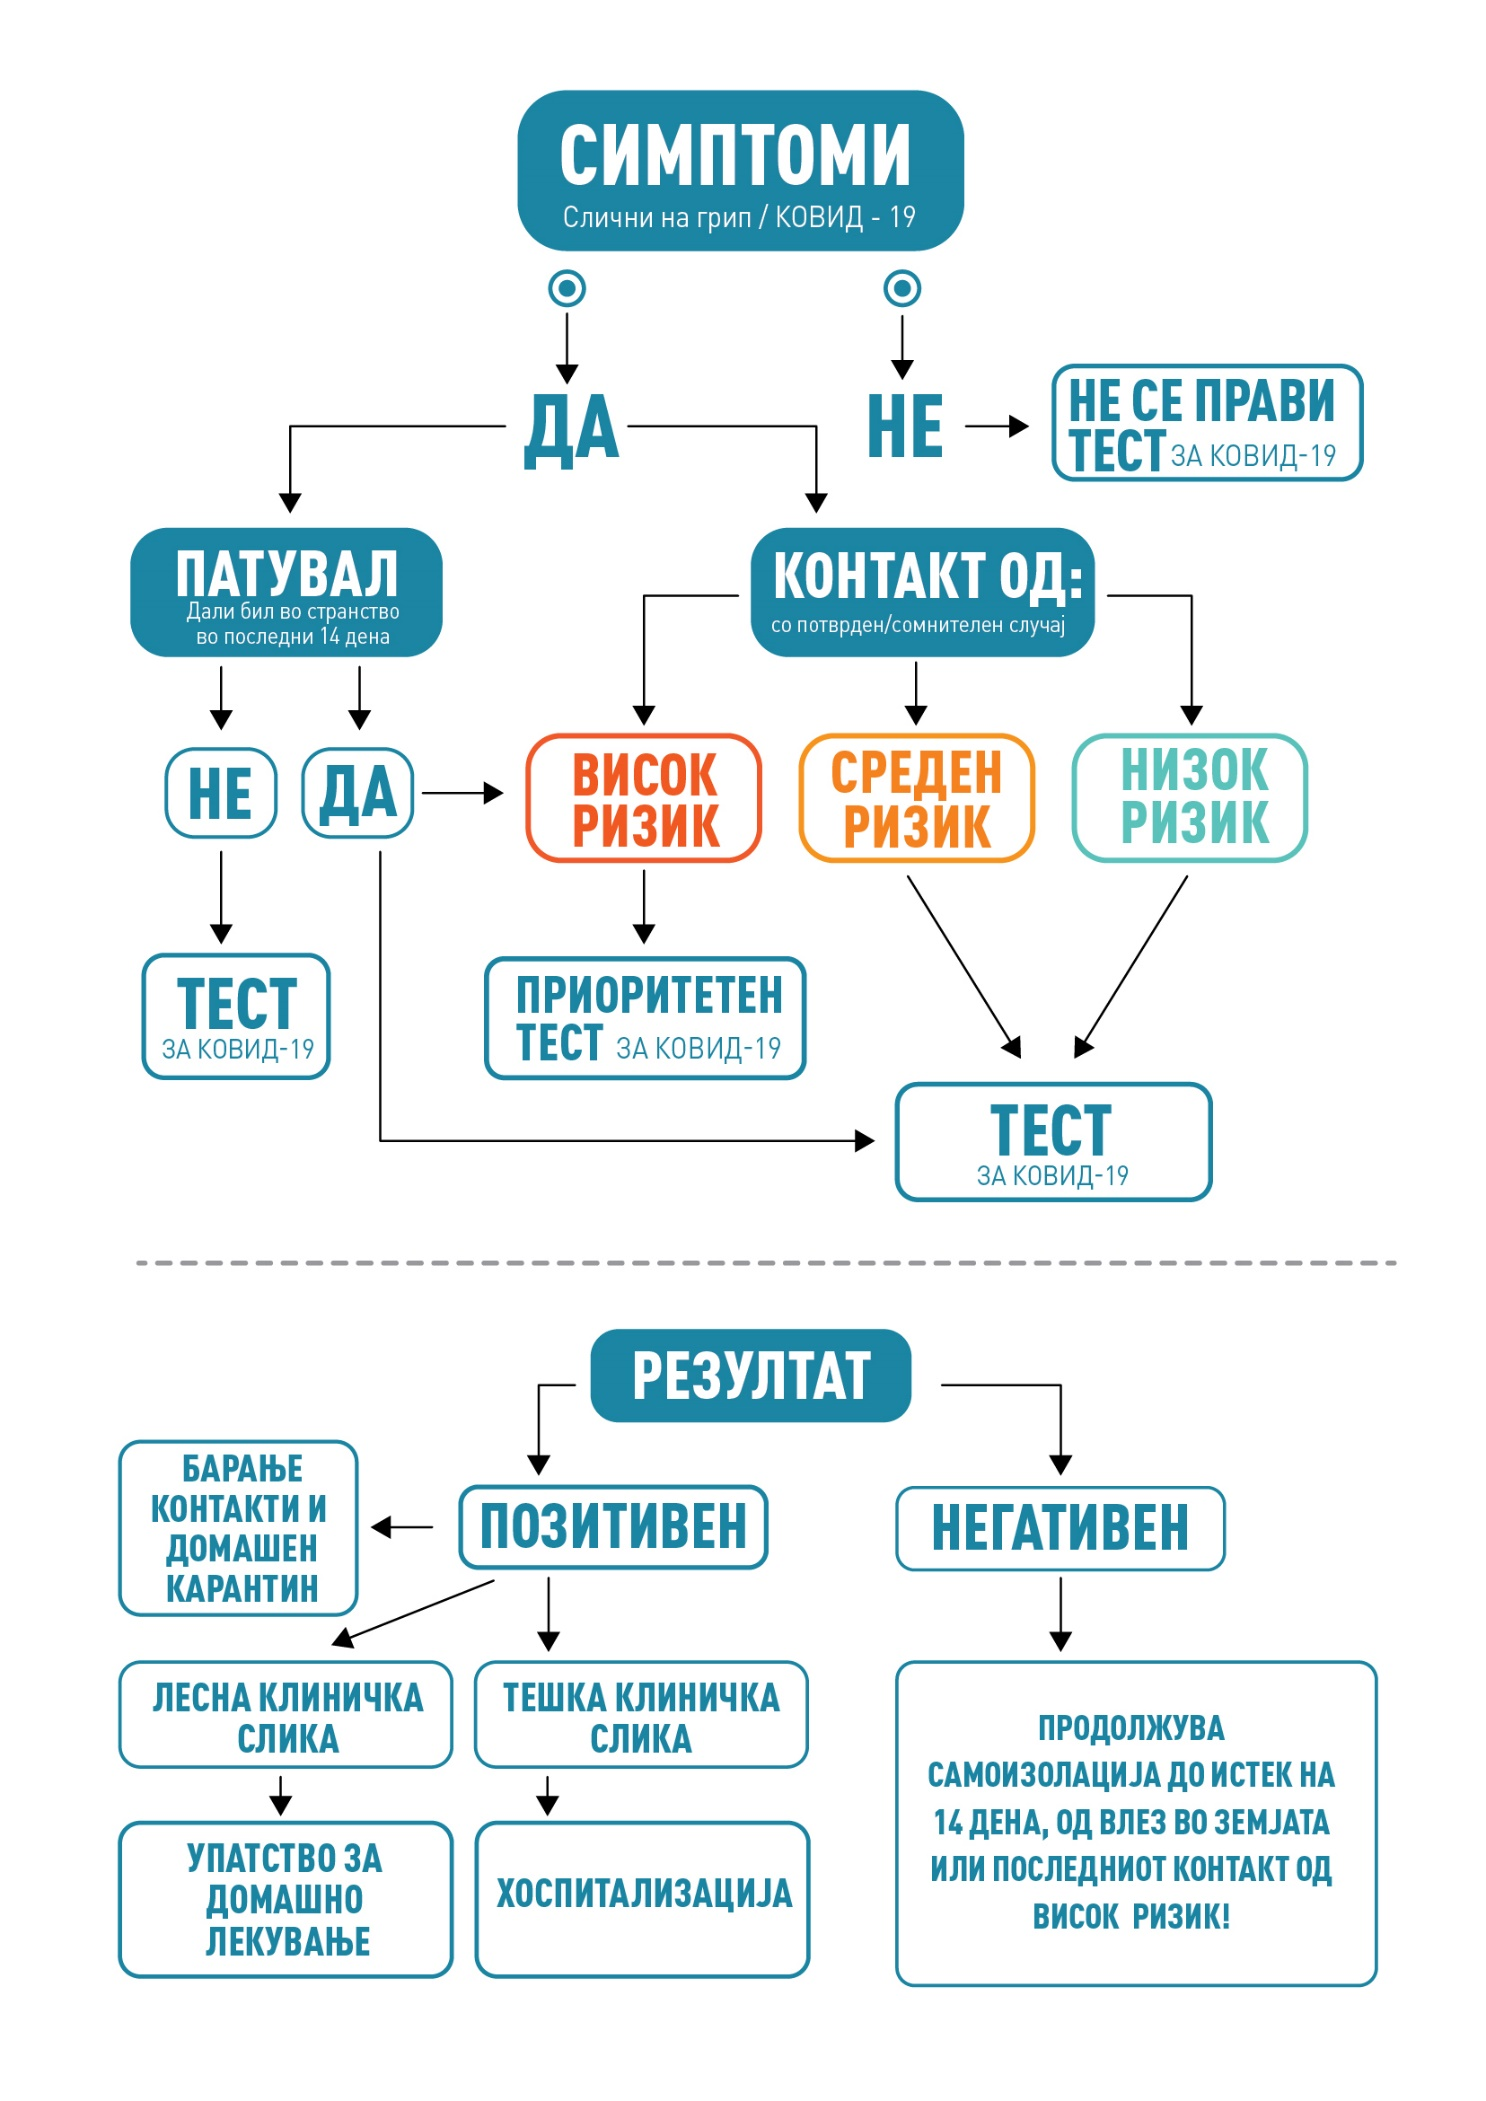 СИМПТОМИ
Слични на грип / КОВИД - 19
ДА
НЕ
НЕ СЕ ПРАВИ
ТЕСТ ЗА КОВИД-19
ПАТУВАЛ
Дали бил во странство
во последни 14 дена
КОНТАКТ ОД:
со потврден/сомнителен случај
НЕ
ДА
ВИСОК
РИЗИК
СРЕДЕН
РИЗИК
НИЗОК
РИЗИК
ТЕСТ
ЗА КОВИД-19
ПРИОРИТЕТЕН
ТЕСТ ЗА КОВИД-19
ТЕСТ
ЗА КОВИД-19
РЕЗУЛТАТ
БАРАЊЕ
КОНТАКТИ И
ДОМАШЕН
КАРАНТИН
ПОЗИТИВЕН
НЕГАТИВЕН
ЛЕСНА КЛИНИЧКА
СЛИКА
ТЕШКА КЛИНИЧКА
СЛИКА
УПАТСТВО ЗА
ДОМАШНО
ЛЕКУВАЊЕ
ХОСПИТАЛИЗАЦИЈА
ПРОДОЛЖУВА
САМОИЗОЛАЦИЈА ДО ИСТЕК НА
14 ДЕНА, ОД ВЛЕЗ ВО ЗЕМЈАТА
ИЛИ ПОСЛЕДНИОТ КОНТАКТ ОД
ВИСОК РИЗИК!